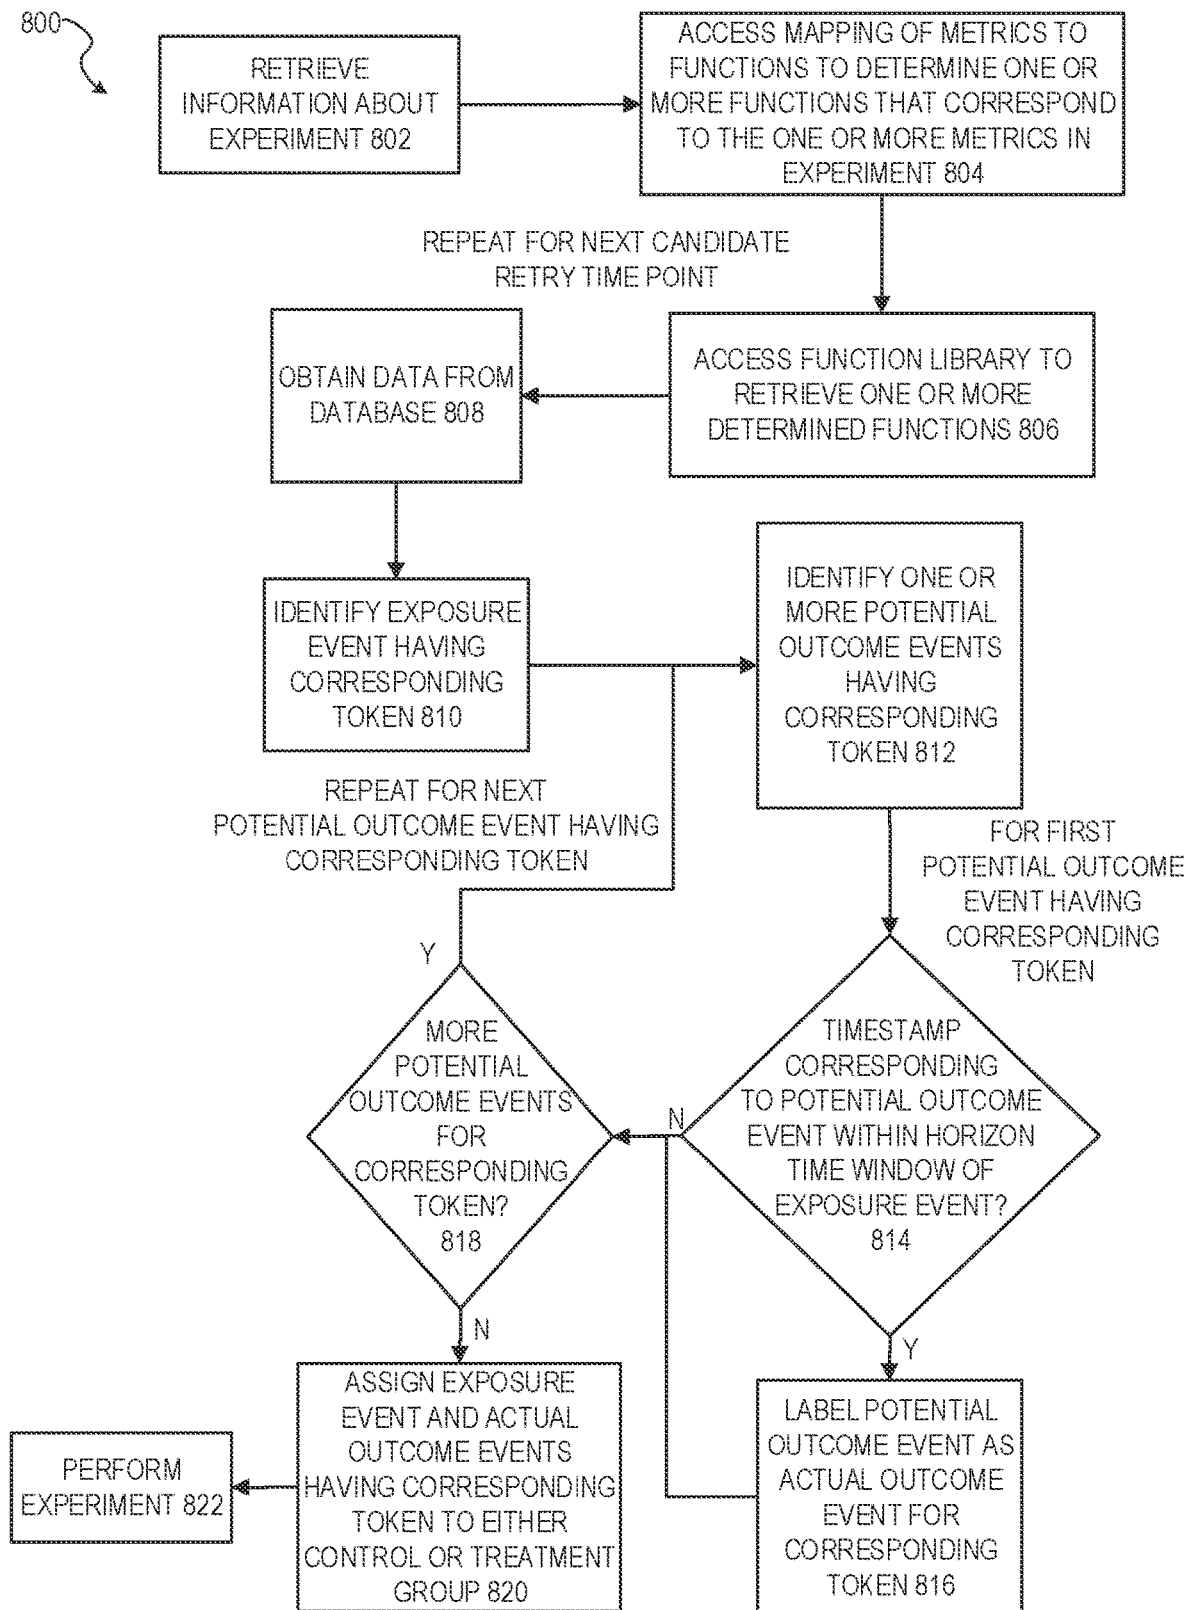 800
RETRIEVE
INFORMATION ABOUT
EXPERIMENT 802
ACCESS MAPPING OF METRICS TO
FUNCTIONS TO DETERMINE ONE OR
MORE FUNCTIONS THAT CORRESPOND
TO THE ONE OR MORE METRICS IN
EXPERIMENT 804
REPEAT FOR NEXT CANDIDATE
RETRY TIME POINT
ACCESS FUNCTION LIBRARY TO
RETRIEVE ONE OR MORE
DETERMINED FUNCTIONS 806
OBTAIN DATA FROM
DATABASE 808
IDENTIFY EXPOSURE
EVENT HAVING
CORRESPONDING
TOKEN 810
IDENTIFY ONE OR
MORE POTENTIAL
OUTCOME EVENTS
HAVING
CORRESPONDING
TOKEN 812
REPEAT FOR NEXT
POTENTIAL OUTCOME EVENT HAVING
CORRESPONDING TOKEN
FOR FIRST
POTENTIAL OUTCOME
EVENT HAVING
CORRESPONDING
TOKEN
TIMESTAMP
CORRESPONDING
TO POTENTIAL OUTCOME
EVENT WITHIN HORIZON
TIME WINDOW OF
EXPOSURE EVENT?
814
N
Y
LABEL POTENTIAL
OUTCOME EVENT AS
ACTUAL OUTCOME
EVENT FOR
CORRESPONDING
TOKEN 816
Y
MORE
POTENTIAL
OUTCOME EVENTS
FOR
CORRESPONDING
TOKEN?
818
N
ASSIGN EXPOSURE
EVENT AND ACTUAL
OUTCOME EVENTS
HAVING CORRESPONDING
TOKEN TO EITHER
CONTROL OR TREATMENT
GROUP 820
PERFORM
EXPERIMENT 822